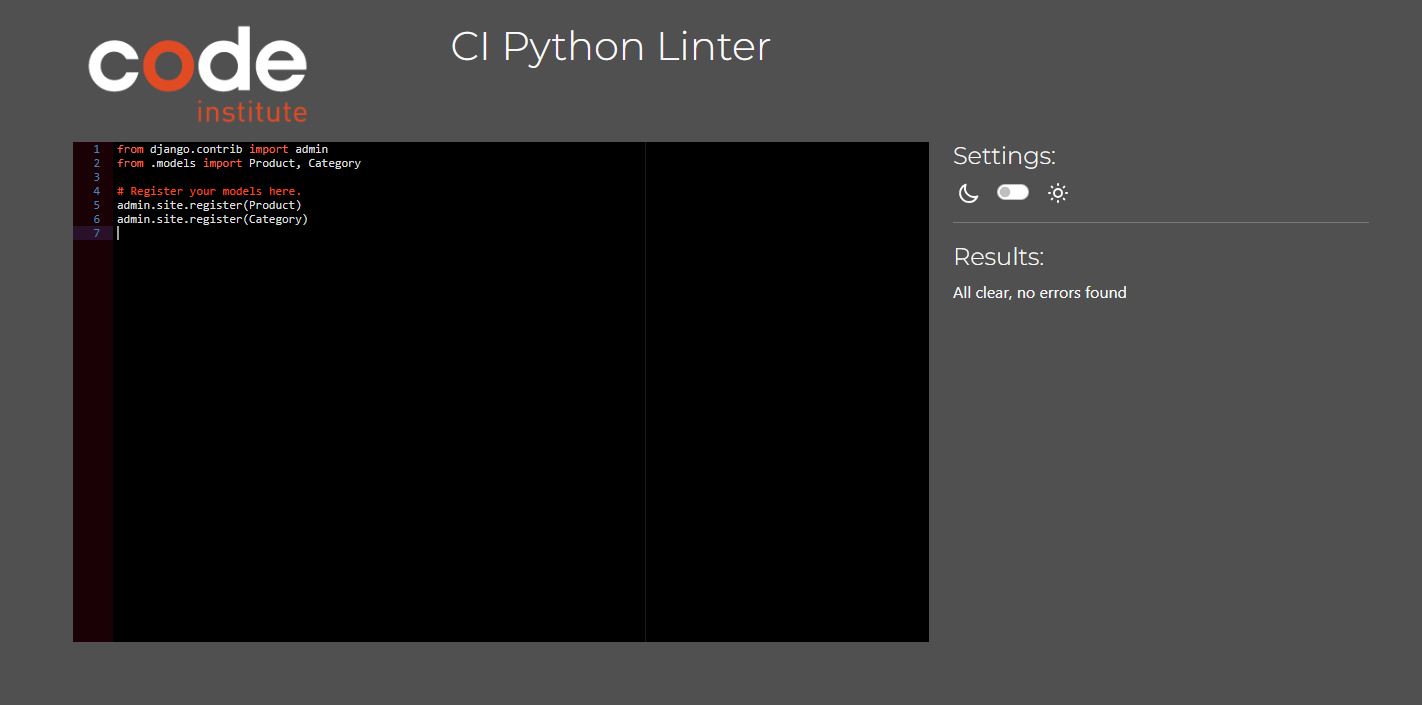 code
institute
CI Python Linter
1 from django.contrib import admin
2 from .models import Product, Category
3
4 # Register your models here.
5 admin.site.register(Product)
6 admin.site.register(Category)
7
Settings:
Results:
All clear, no errors found